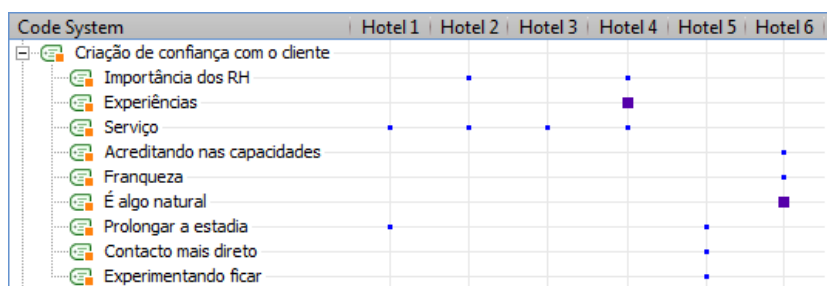 Code System Hotel 1 Hotel 2 Hotel 3 Hotel 4 Hotel 5 Hotel 6
Criação de confiança com o cliente
Importância dos RH
Experiências
Serviço
Acreditando nas capacidades
Franqueza
É algo natural
Prolongar a estadia
Contacto mais direto
Experimentando ficar